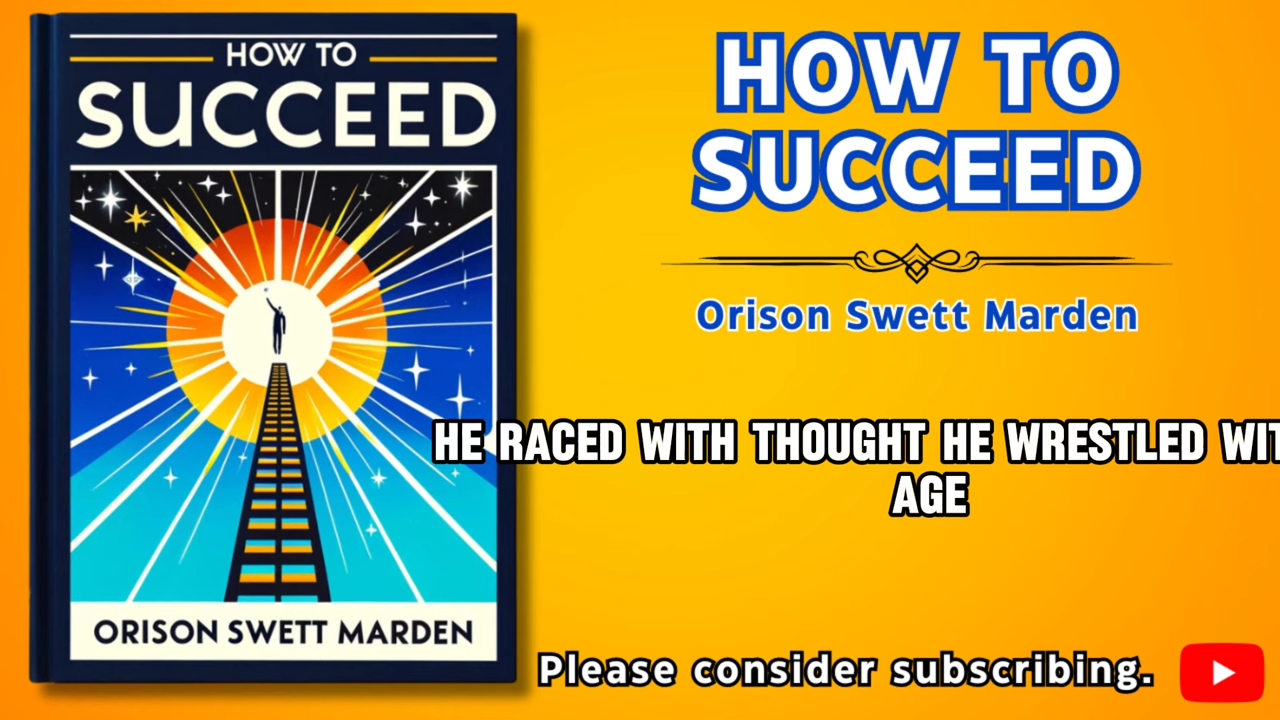 HOW TO
SUCCEED
ORISON SWETT MARDEN
HOW TO
SUCCEED
Orison Swett Marden
HE RACED WITH THOUGHT HE WRESTLED
AGE
Please consider subscribing.